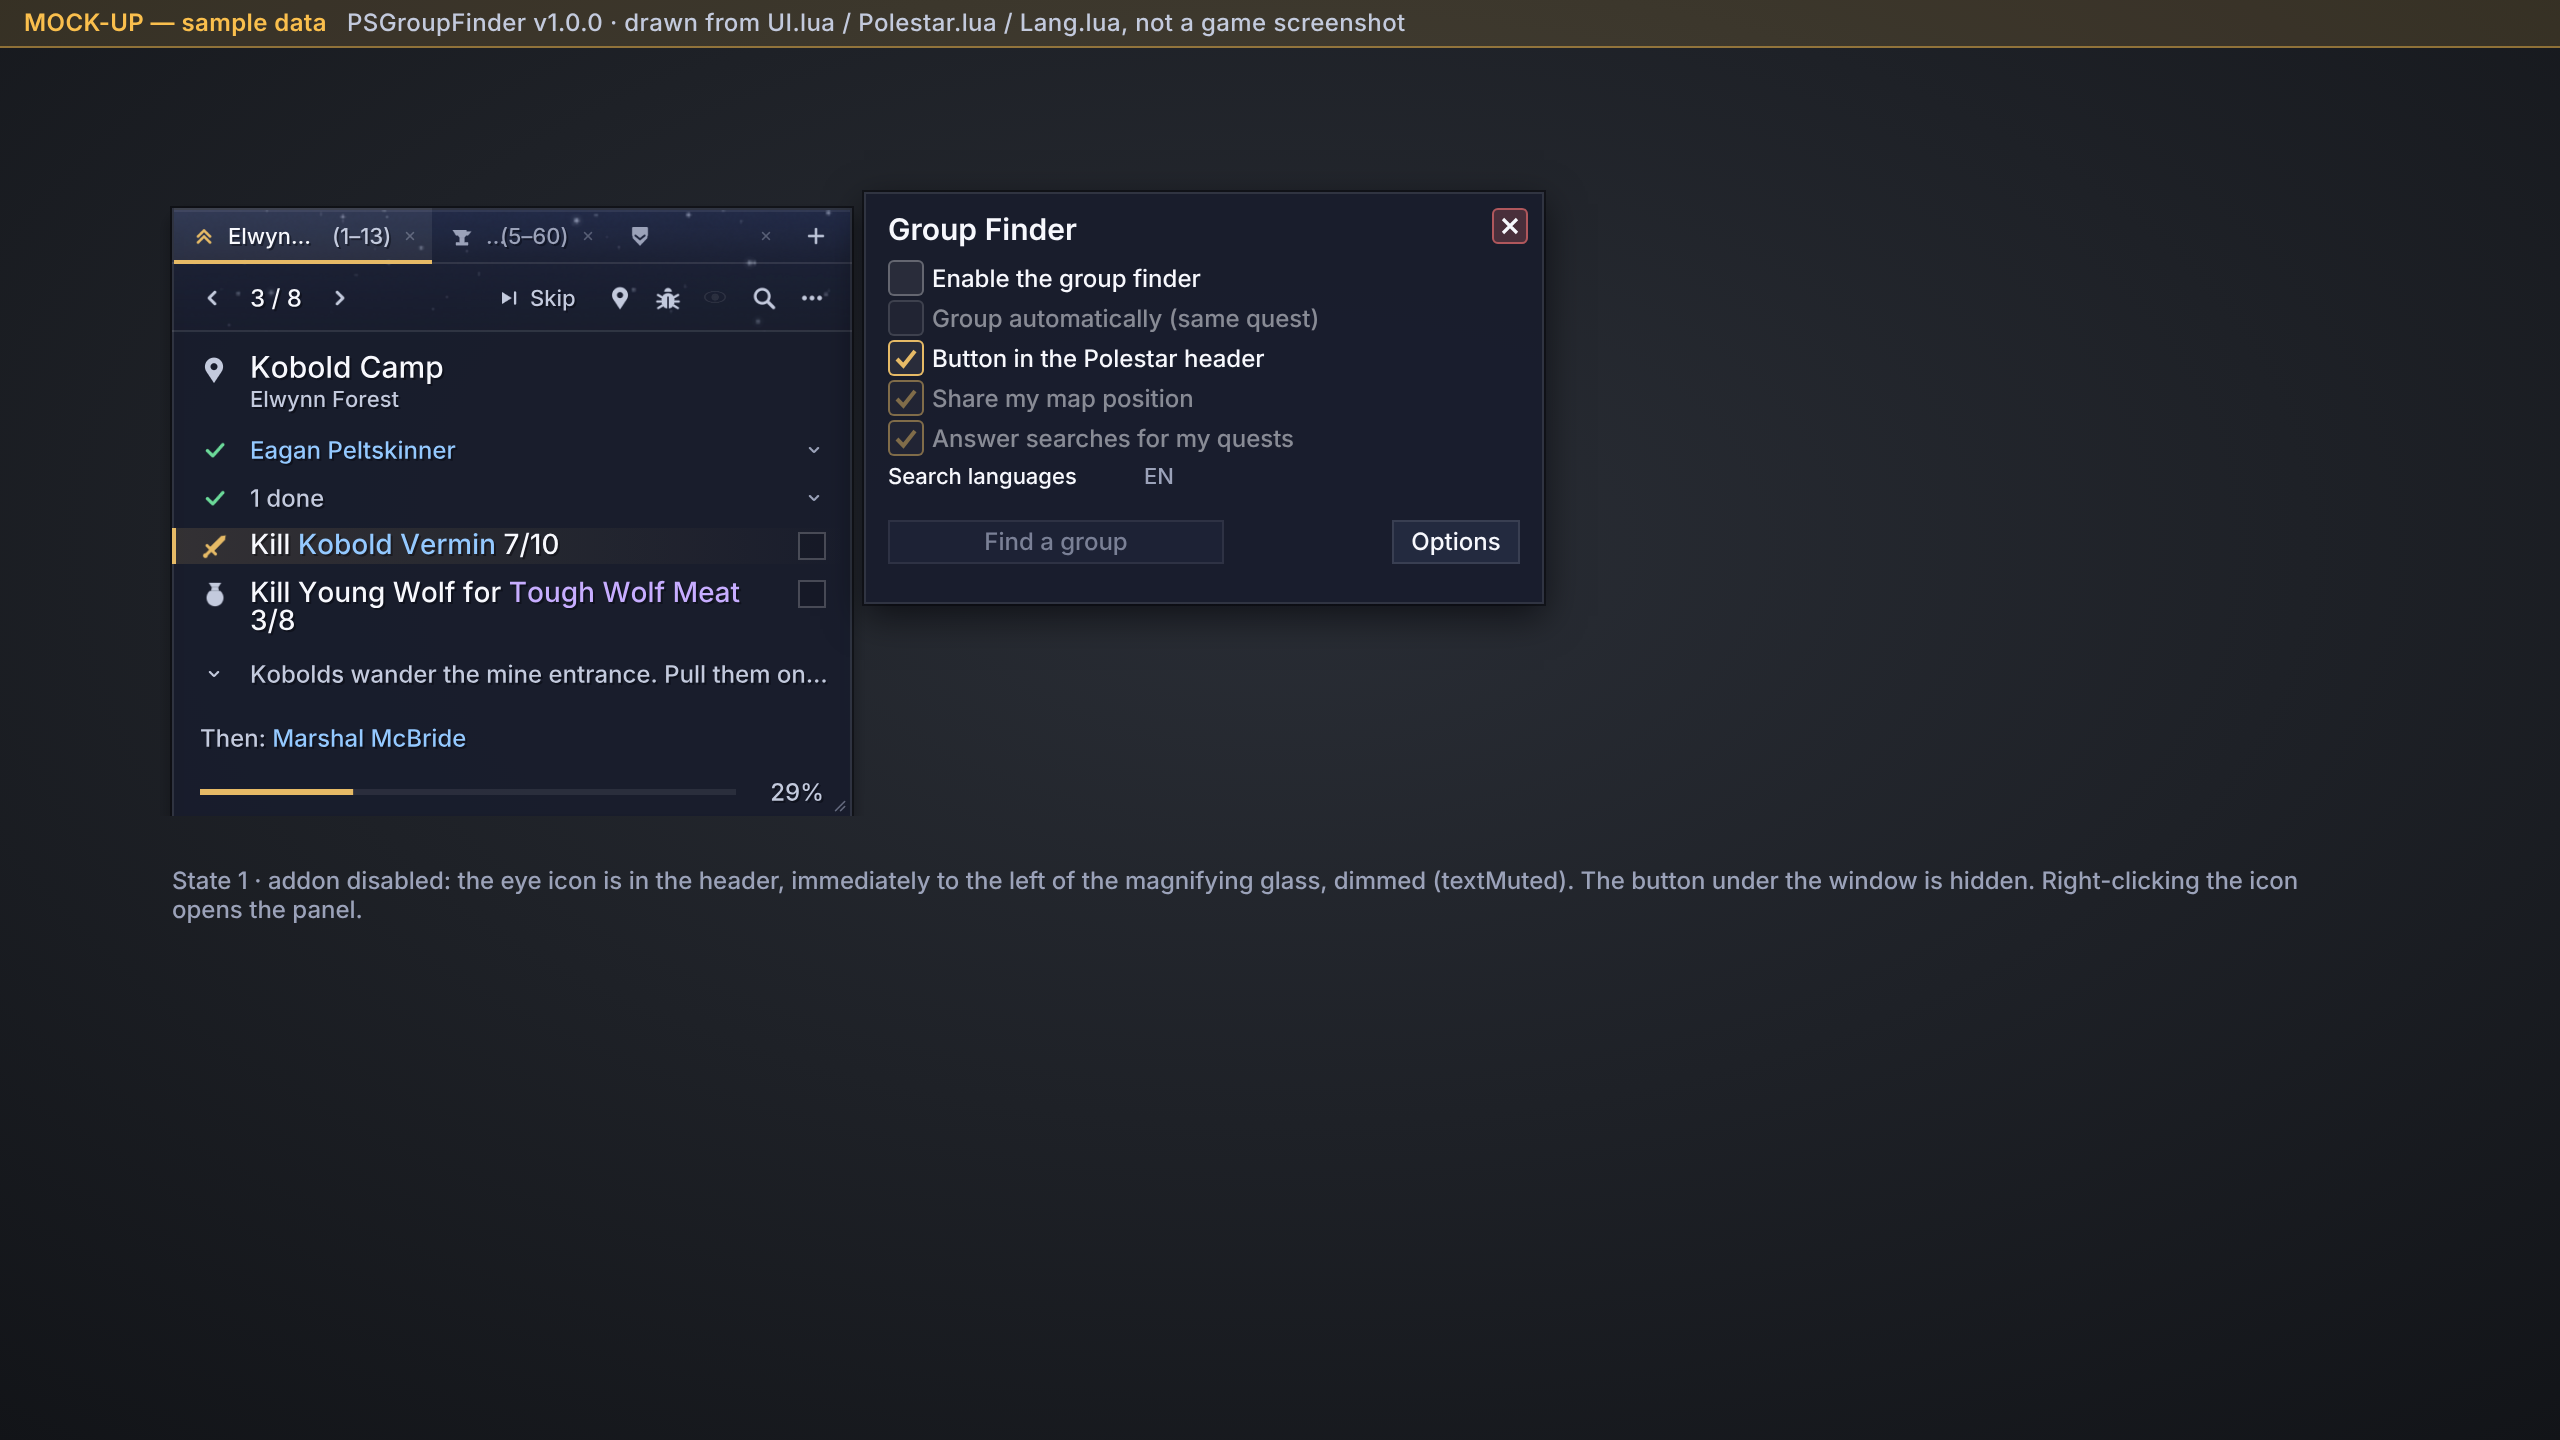 MOCK-UP — sample data PSGroupFinder v1.0.0 · drawn from UI.lua / Polestar.lua / Lang.lua, not a game screenshot
Elwyn... (1–13) × ...(5–60) × × +
3 / 8 Skip
Kobold Camp
Elwynn Forest
Eagan Peltskinner
1 done
Kill Kobold Vermin 7/10
Kill Young Wolf for Tough Wolf Meat
3/8
Kobolds wander the mine entrance. Pull them on...
Then: Marshal McBride
29%
Group Finder
Enable the group finder
Group automatically (same quest)
Button in the Polestar header
Share my map position
Answer searches for my quests
Search languages EN
Find a group Options
State 1 · addon disabled: the eye icon is in the header, immediately to the left of the magnifying glass, dimmed (textMuted). The button under the window is hidden. Right-clicking the icon
opens the panel.